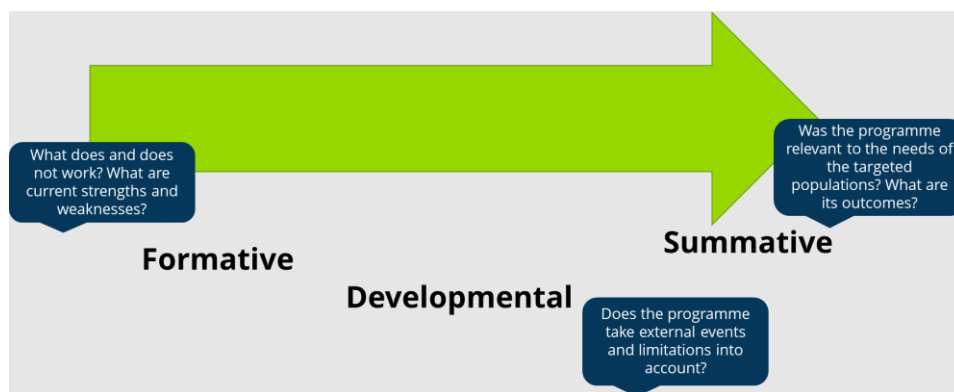 What does and does
not work? What are
current strengths and
weaknesses?
Was the programme
relevant to the needs of
the targeted
populations? What are
its outcomes?
Formative
Summative
Developmental
Does the programme
take external events
and limitations into
account?